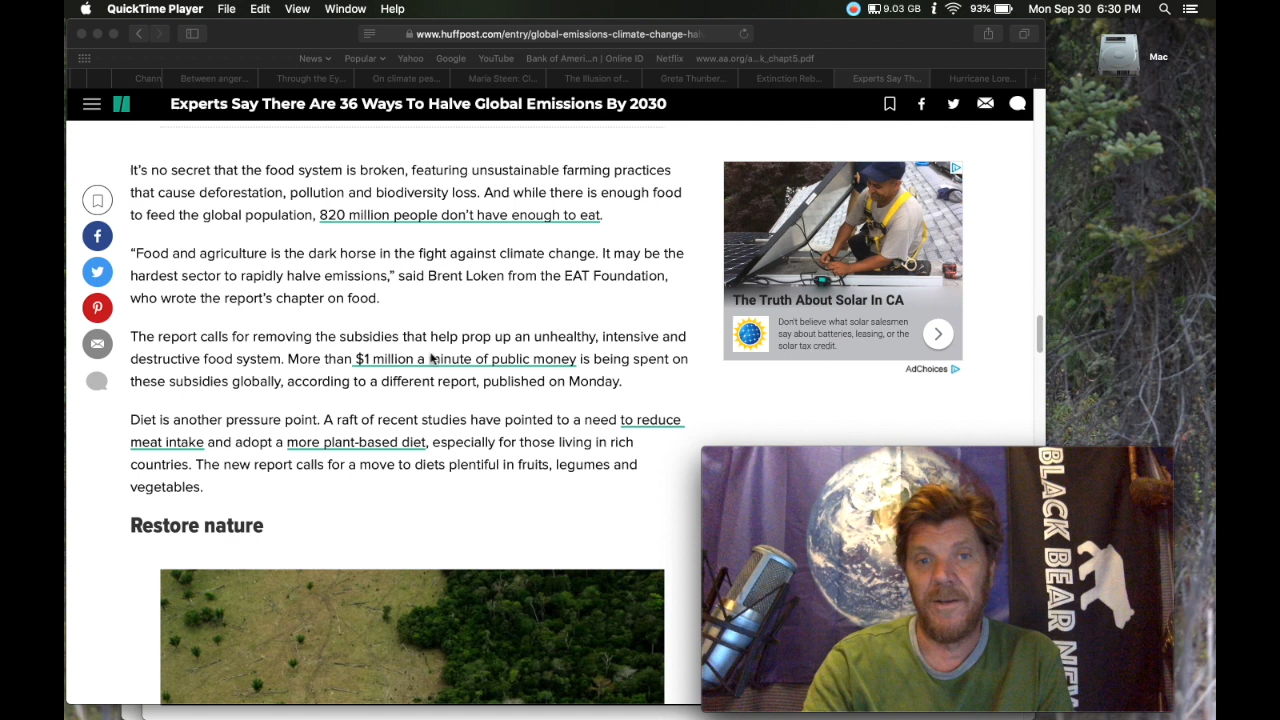 QuickTime Player File Edit View Window Help
9.03 GB 93% Mon Sep 30 6:30 PM
www.huffpost.com/entry/global-emissions-climate-change-hal
News Popular Yahoo Google YouTube Bank of Ameri...n | Online ID Netflix www.aa.org/a...k_chapt5.pdf
Chann Between anger... Through the Ey... On climate pes... Maria Steen: Cl... The Illusion of... Greta Thunber... Extinction Reb... Experts Say Th... Hurricane Lore...
Experts Say There Are 36 Ways To Halve Global Emissions By 2030
It's no secret that the food system is broken, featuring unsustainable farming practices
that cause deforestation, pollution and biodiversity loss. And while there is enough food
to feed the global population, 820 million people don't have enough to eat.
“Food and agriculture is the dark horse in the fight against climate change. It may be the
hardest sector to rapidly halve emissions,” said Brent Loken from the EAT Foundation,
who wrote the report's chapter on food.
The report calls for removing the subsidies that help prop up an unhealthy, intensive and
destructive food system. More than $1 million a minute of public money is being spent on
these subsidies globally, according to a different report, published on Monday.
Diet is another pressure point. A raft of recent studies have pointed to a need to reduce
meat intake and adopt a more plant-based diet, especially for those living in rich
countries. The new report calls for a move to diets plentiful in fruits, legumes and
vegetables.
Restore nature
The Truth About Solar In CA
Don't believe what solar salesmen
say about batteries, leasing, or the
solar tax credit.
AdChoices
Mac
BLACK BEAR